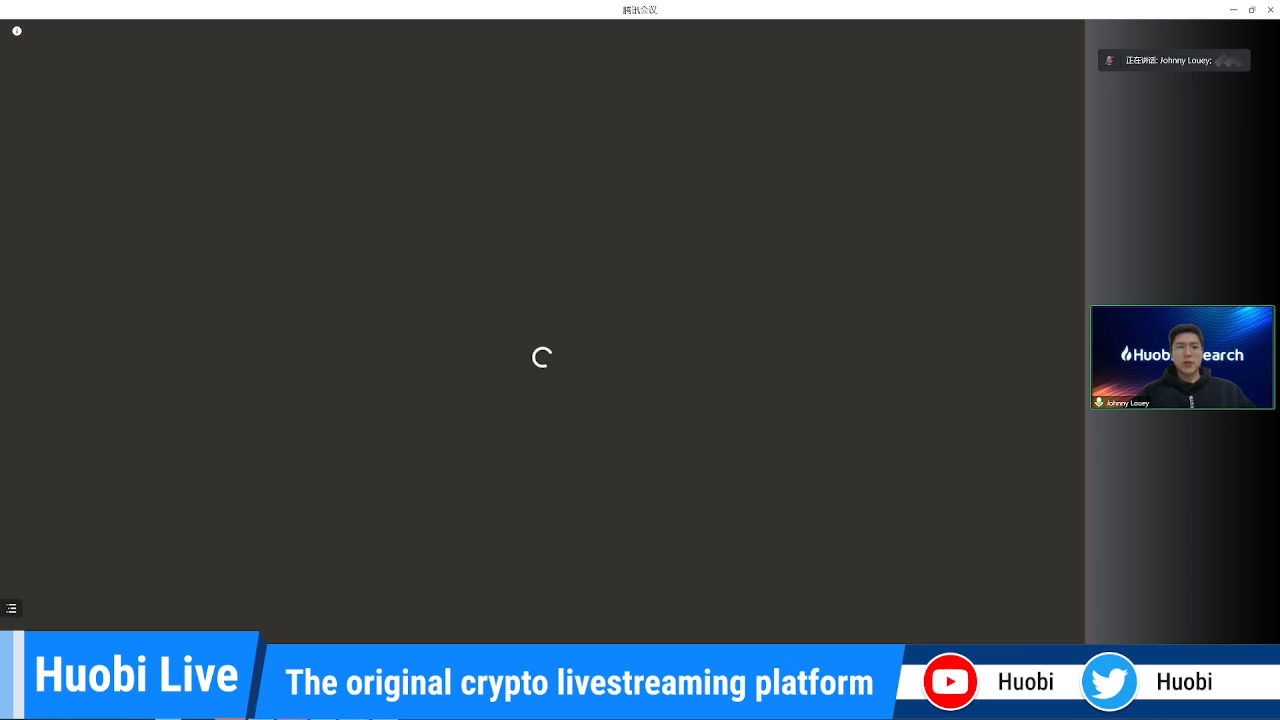 腾讯会议
正在讲话: Johnny Louey;
Huobi
earch
Johnny Louey
Huobi Live
The original crypto livestreaming platform
Huobi
Huobi